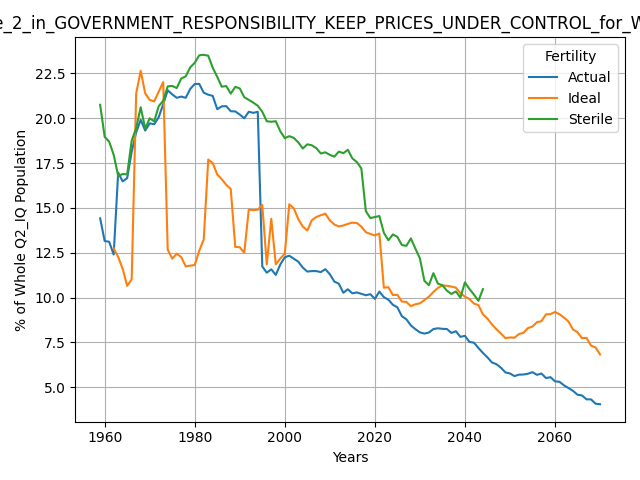 e_2_in_GOVERNMENT_RESPONSIBILITY_KEEP_PRICES_UNDER_CONTROL_for_W
Fertility
Actual
Ideal
Sterile
% of Whole Q2_IQ Population
22.5
20.0
17.5
15.0
12.5
10.0
7.5
5.0
1960
1980
2000
2020
2040
2060
Years